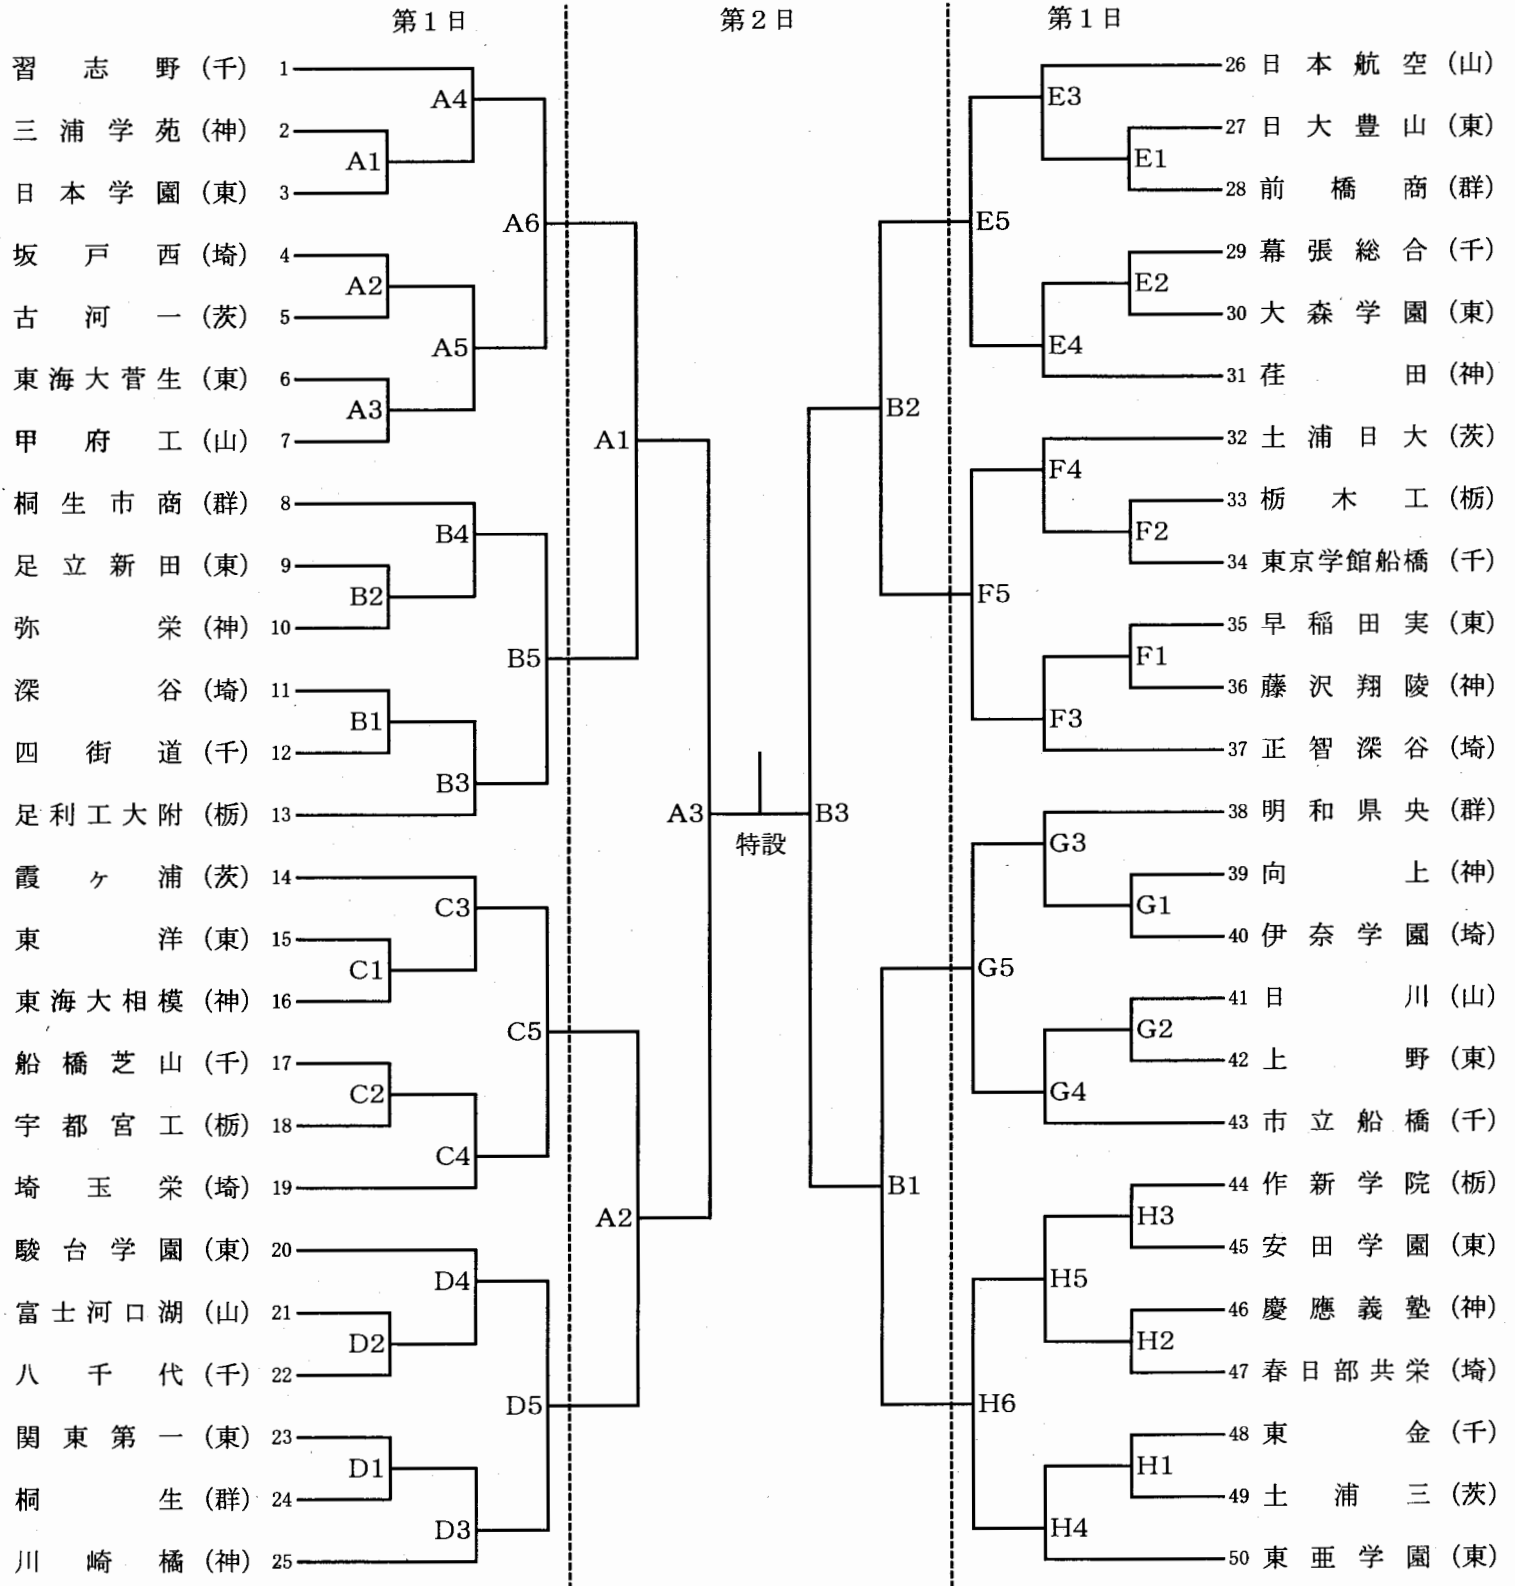 第1日
第2日
第1日
習志野(千) 1
三浦学苑(神) 2
日本学園(東) 3
坂戸西(埼) 4
古河一(茨) 5
東海大菅生(東) 6
甲府工(山) 7
桐生市商(群) 8
足立新田(東) 9
弥栄(神) 10
深谷(埼) 11
四街道(千) 12
足利工大附(栃) 13
霞ヶ浦(茨) 14
東洋(東) 15
東海大相模(神) 16
船橋芝山(千) 17
宇都宮工(栃) 18
埼玉栄(埼) 19
駿台学園(東) 20
富士河口湖(山) 21
八千代(千) 22
関東第一(東) 23
桐生(群) 24
川崎橘(神) 25
A4
A1
A6
A2
A5
A3
B4
B2
B5
B1
B3
C3
C1
C5
C2
C4
D4
D2
D5
D1
D3
A1
A2
A3
特設
B3
B2
B1
E3
E1
E5
E2
E4
F4
F2
F5
F1
F3
G3
G1
G5
G2
G4
H3
H5
H2
H6
H1
H4
26 日本航空(山)
27 日大豊山(東)
28 前橋商(群)
29 幕張総合(千)
30 大森学園(東)
31 荏田(神)
32 土浦日大(茨)
33 栃木工(栃)
34 東京学館船橋(千)
35 早稲田実(東)
36 藤沢翔陵(神)
37 正智深谷(埼)
38 明和県央(群)
39 向上(神)
40 伊奈学園(埼)
41 日川(山)
42 上野(東)
43 市立船橋(千)
44 作新学院(栃)
45 安田学園(東)
46 慶應義塾(神)
47 春日部共栄(埼)
48 東金(千)
49 土浦三(茨)
50 東亜学園(東)